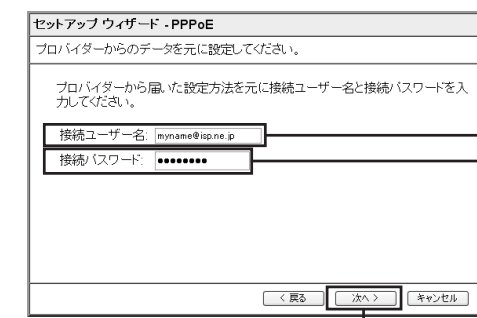 セットアップ ウィザード - PPPoE
プロバイダーからのデータを元に設定してください。
プロバイダーから届いた設定方法を元に接続ユーザー名と接続パスワードを入
力してください。
接続ユーザー名: myname@isp.ne.jp
接続パスワード: ●●●●●●●●
< 戻る 次へ > キャンセル